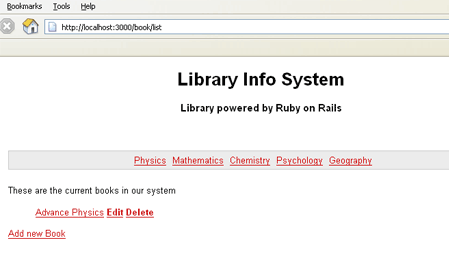 Bookmarks Tools Help
http://localhost:3000/book/list
Library Info System
Library powered by Ruby on Rails
Physics Mathematics Chemistry Psychology Geography
These are the current books in our system
Advance Physics Edit Delete
Add new Book